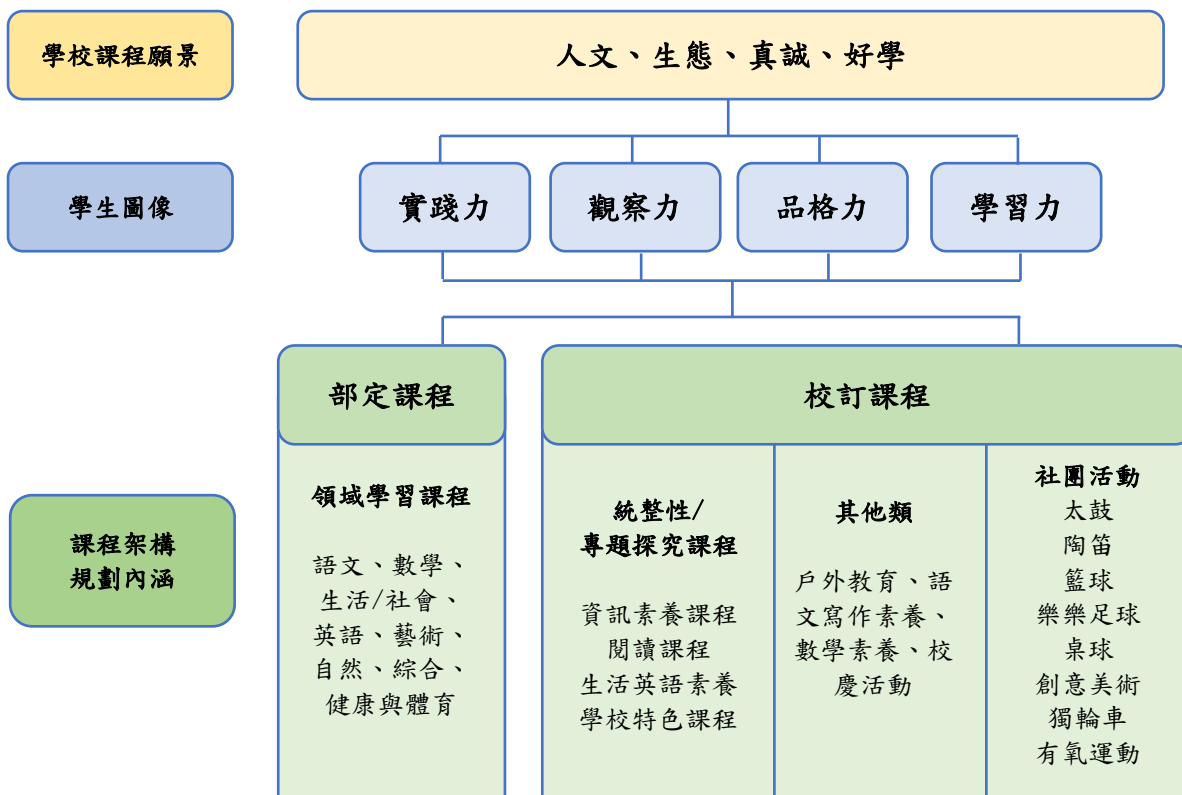 學校課程願景
人文、生態、真誠、好學
學生圖像
實踐力
觀察力
品格力
學習力
課程架構
規劃內涵
部定課程
領域學習課程
語文、數學、
生活/社會、
英語、藝術、
自然、綜合、
健康與體育
校訂課程
統整性/
專題探究課程
資訊素養課程
閱讀課程
生活英語素養
學校特色課程
其他類
戶外教育、語
文寫作素養、
數學素養、校
慶活動
社團活動
太鼓
陶笛
籃球
樂樂足球
桌球
創意美術
獨輪車
有氧運動